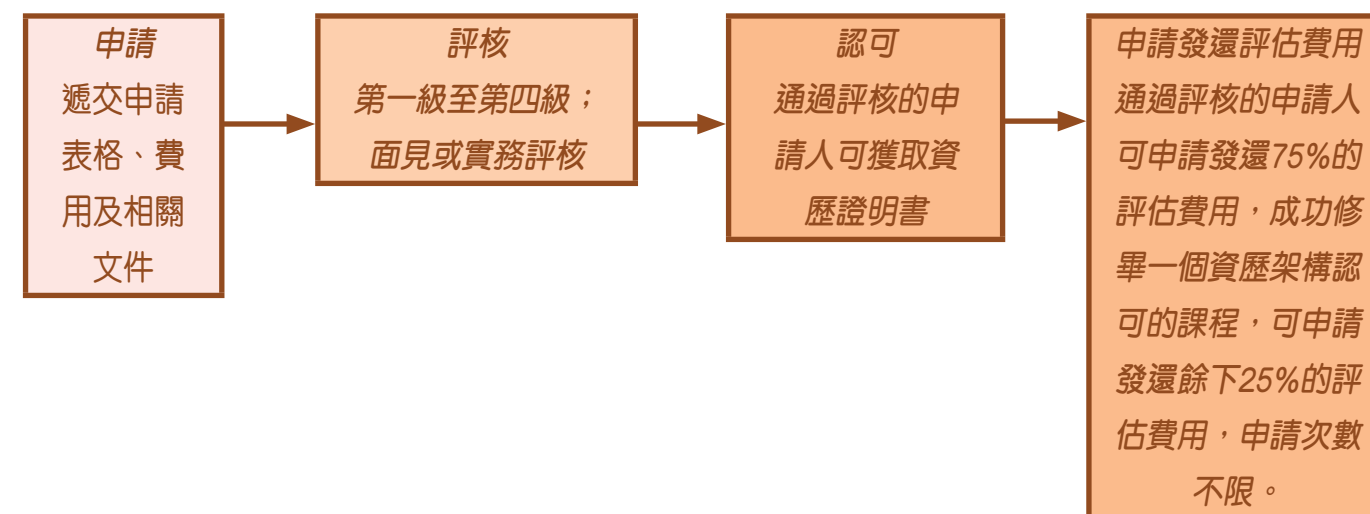 申請
遞交申請
表格、費
用及相關
文件
評核
第一級至第四級；
面見或實務評核
認可
通過評核的申
請人可獲取資
歷證明書
申請發還評估費用
通過評核的申請人
可申請發還75%的
評估費用，成功修
畢一個資歷架構認
可的課程，可申請
發還餘下25%的評
估費用，申請次數
不限。